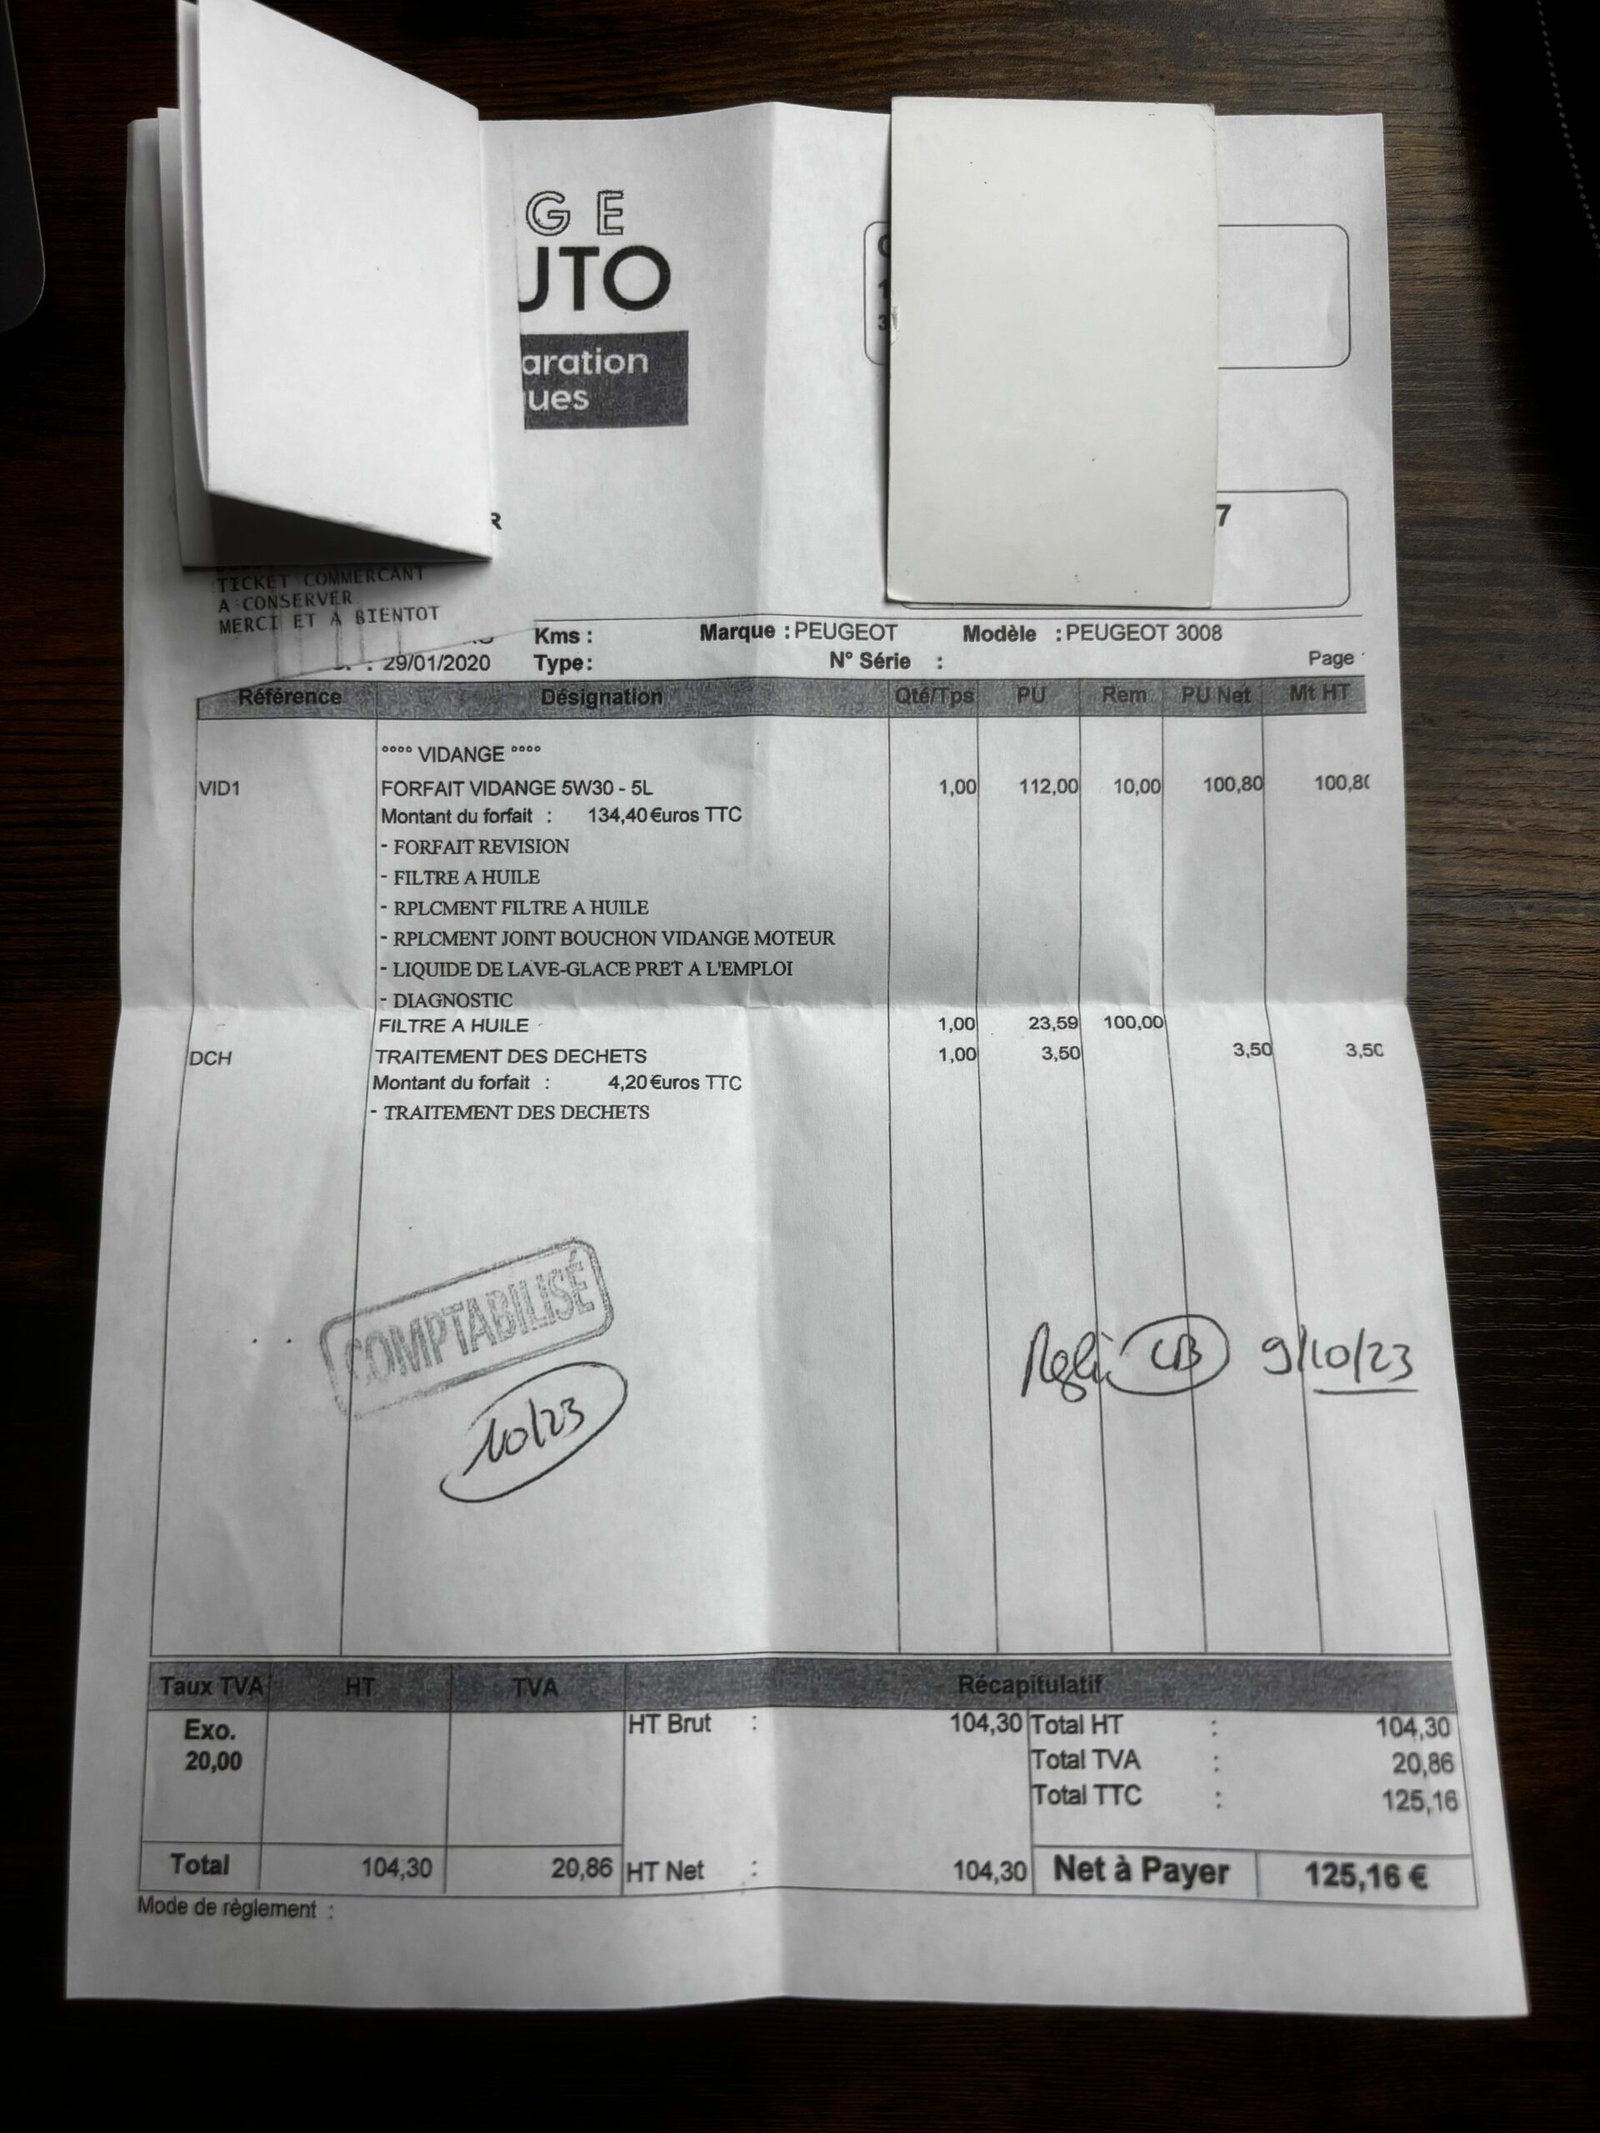 GE
UTO
aration
ues
R
7
TICKET COMMERCANT
A CONSERVER
MERCI ET A BIENTOT
Kms : Marque : PEUGEOT Modèle : PEUGEOT 3008
: 29/01/2020 Type: N° Série : Page
Référence Désignation Qté/Tps PU Rem PU Net Mt HT
°°°° VIDANGE °°°°
VID1 FORFAIT VIDANGE 5W30 - 5L 1,00 112,00 10,00 100,80 100,80
Montant du forfait : 134,40 €uros TTC
- FORFAIT REVISION
- FILTRE A HUILE
- RPLCMENT FILTRE A HUILE
- RPLCMENT JOINT BOUCHON VIDANGE MOTEUR
- LIQUIDE DE LAVE-GLACE PRET A L'EMPLOI
- DIAGNOSTIC
FILTRE A HUILE 1,00 23,59 100,00
DCH TRAITEMENT DES DECHETS 1,00 3,50 3,50 3,50
Montant du forfait : 4,20 €uros TTC
- TRAITEMENT DES DECHETS
COMPTABILISÉ
Reglé CB 9/10/23
10/23
Taux TVA HT TVA Récapitulatif
Exo. HT Brut : 104,30 Total HT : 104,30
20,00 Total TVA : 20,86
Total TTC : 125,16
Total 104,30 20,86 HT Net : 104,30 Net à Payer 125,16 €
Mode de règlement :